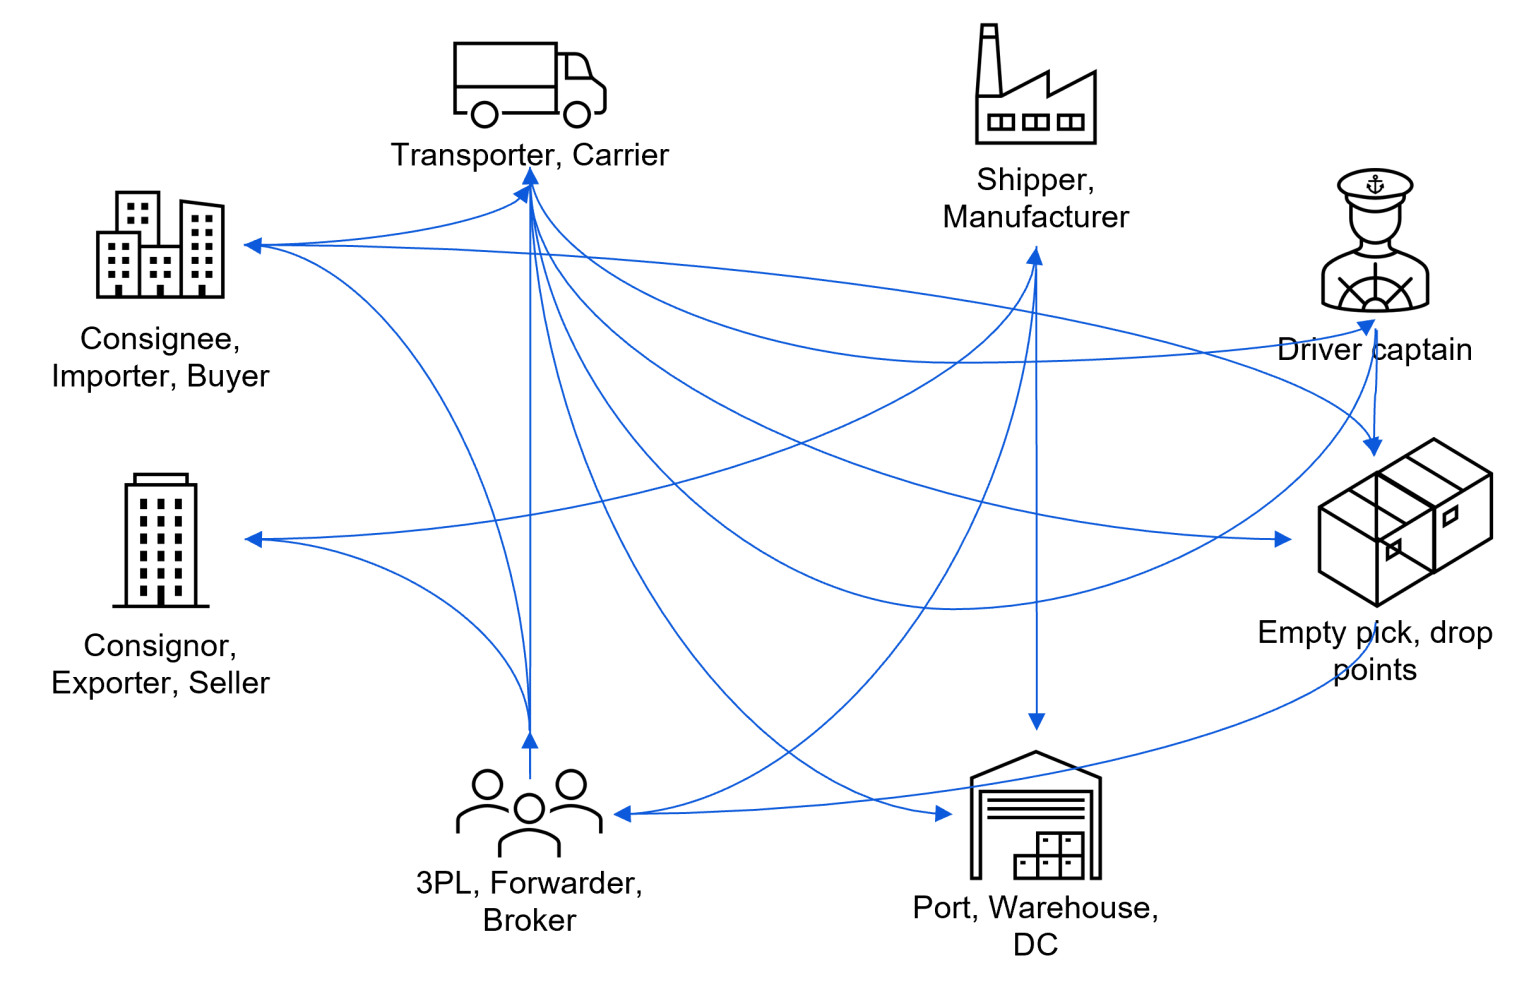 Transporter, Carrier
Shipper,
Manufacturer
Driver captain
Consignee,
Importer, Buyer
Consignor,
Exporter, Seller
Empty pick, drop
points
3PL, Forwarder,
Broker
Port, Warehouse,
DC